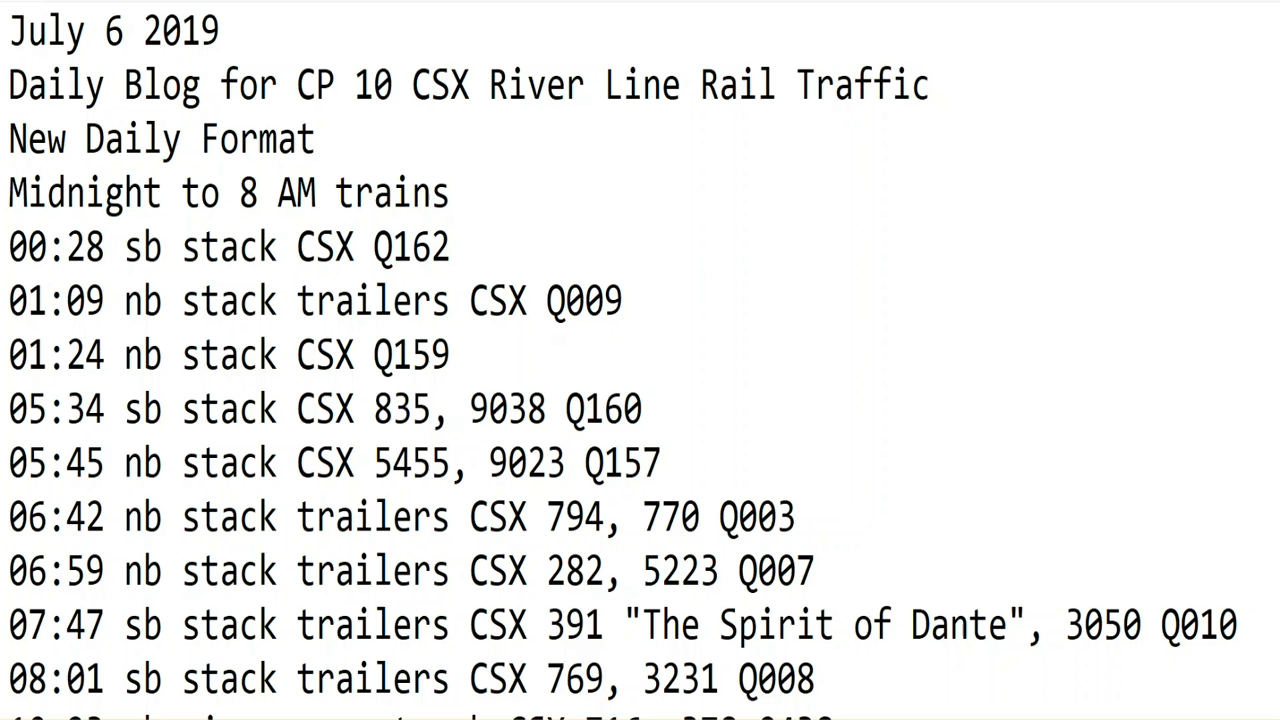 July 6 2019
Daily Blog for CP 10 CSX River Line Rail Traffic
New Daily Format
Midnight to 8 AM trains
00:28 sb stack CSX Q162
01:09 nb stack trailers CSX Q009
01:24 nb stack CSX Q159
05:34 sb stack CSX 835, 9038 Q160
05:45 nb stack CSX 5455, 9023 Q157
06:42 nb stack trailers CSX 794, 770 Q003
06:59 nb stack trailers CSX 282, 5223 Q007
07:47 sb stack trailers CSX 391 "The Spirit of Dante", 3050 Q010
08:01 sb stack trailers CSX 769, 3231 Q008